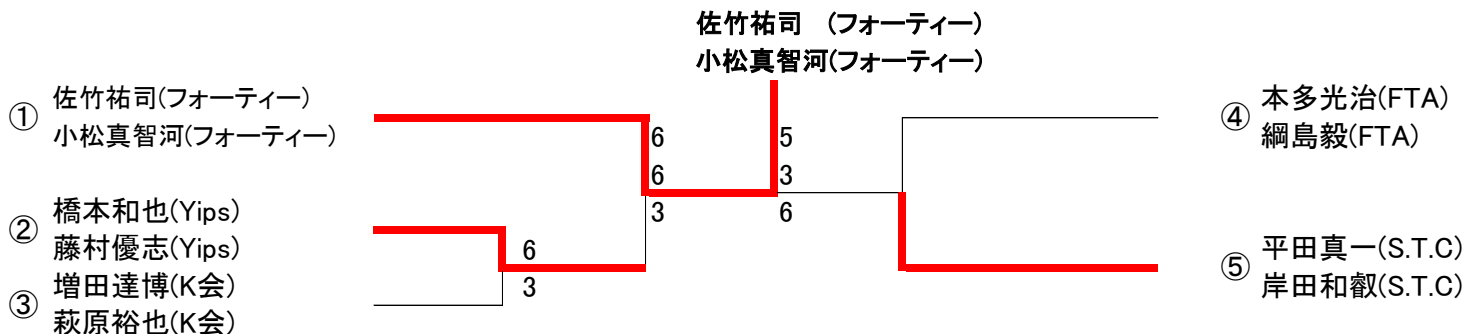 佐竹祐司 (フォーティー)
小松真智河(フォーティー)
① 佐竹祐司(フォーティー)
小松真智河(フォーティー)
② 橋本和也(Yips)
藤村優志(Yips)
③ 増田達博(K会)
萩原裕也(K会)
6
3
6
6
3
5
3
6
④ 本多光治(FTA)
綱島毅(FTA)
⑤ 平田真一(S.T.C)
岸田和叡(S.T.C)